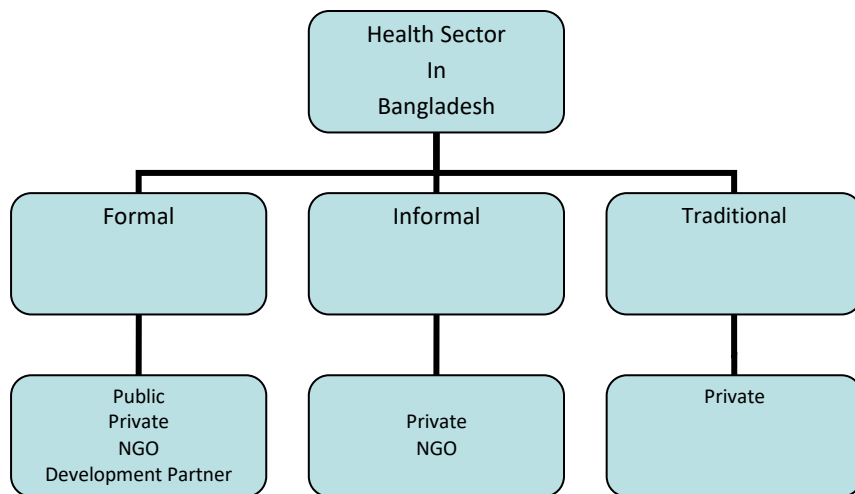 Health Sector
In
Bangladesh
Formal
Informal
Traditional
Public
Private
NGO
Development Partner
Private
NGO
Private